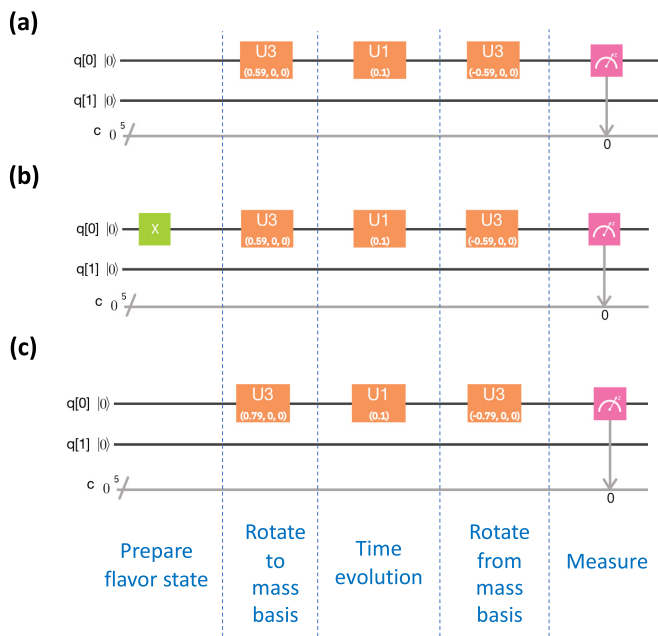 (a)
q[0] |0⟩ U3 (0.59, 0, 0) U1 (0.1) U3 (-0.59, 0, 0) z
q[1] |0⟩
c 0 5
0
(b)
q[0] |0⟩ X U3 (0.59, 0, 0) U1 (0.1) U3 (-0.59, 0, 0) z
q[1] |0⟩
c 0 5
0
(c)
q[0] |0⟩ U3 (0.79, 0, 0) U1 (0.1) U3 (-0.79, 0, 0) z
q[1] |0⟩
c 0 5
0
Prepare
flavor state
Rotate
to
mass
basis
Time
evolution
Rotate
from
mass
basis
Measure